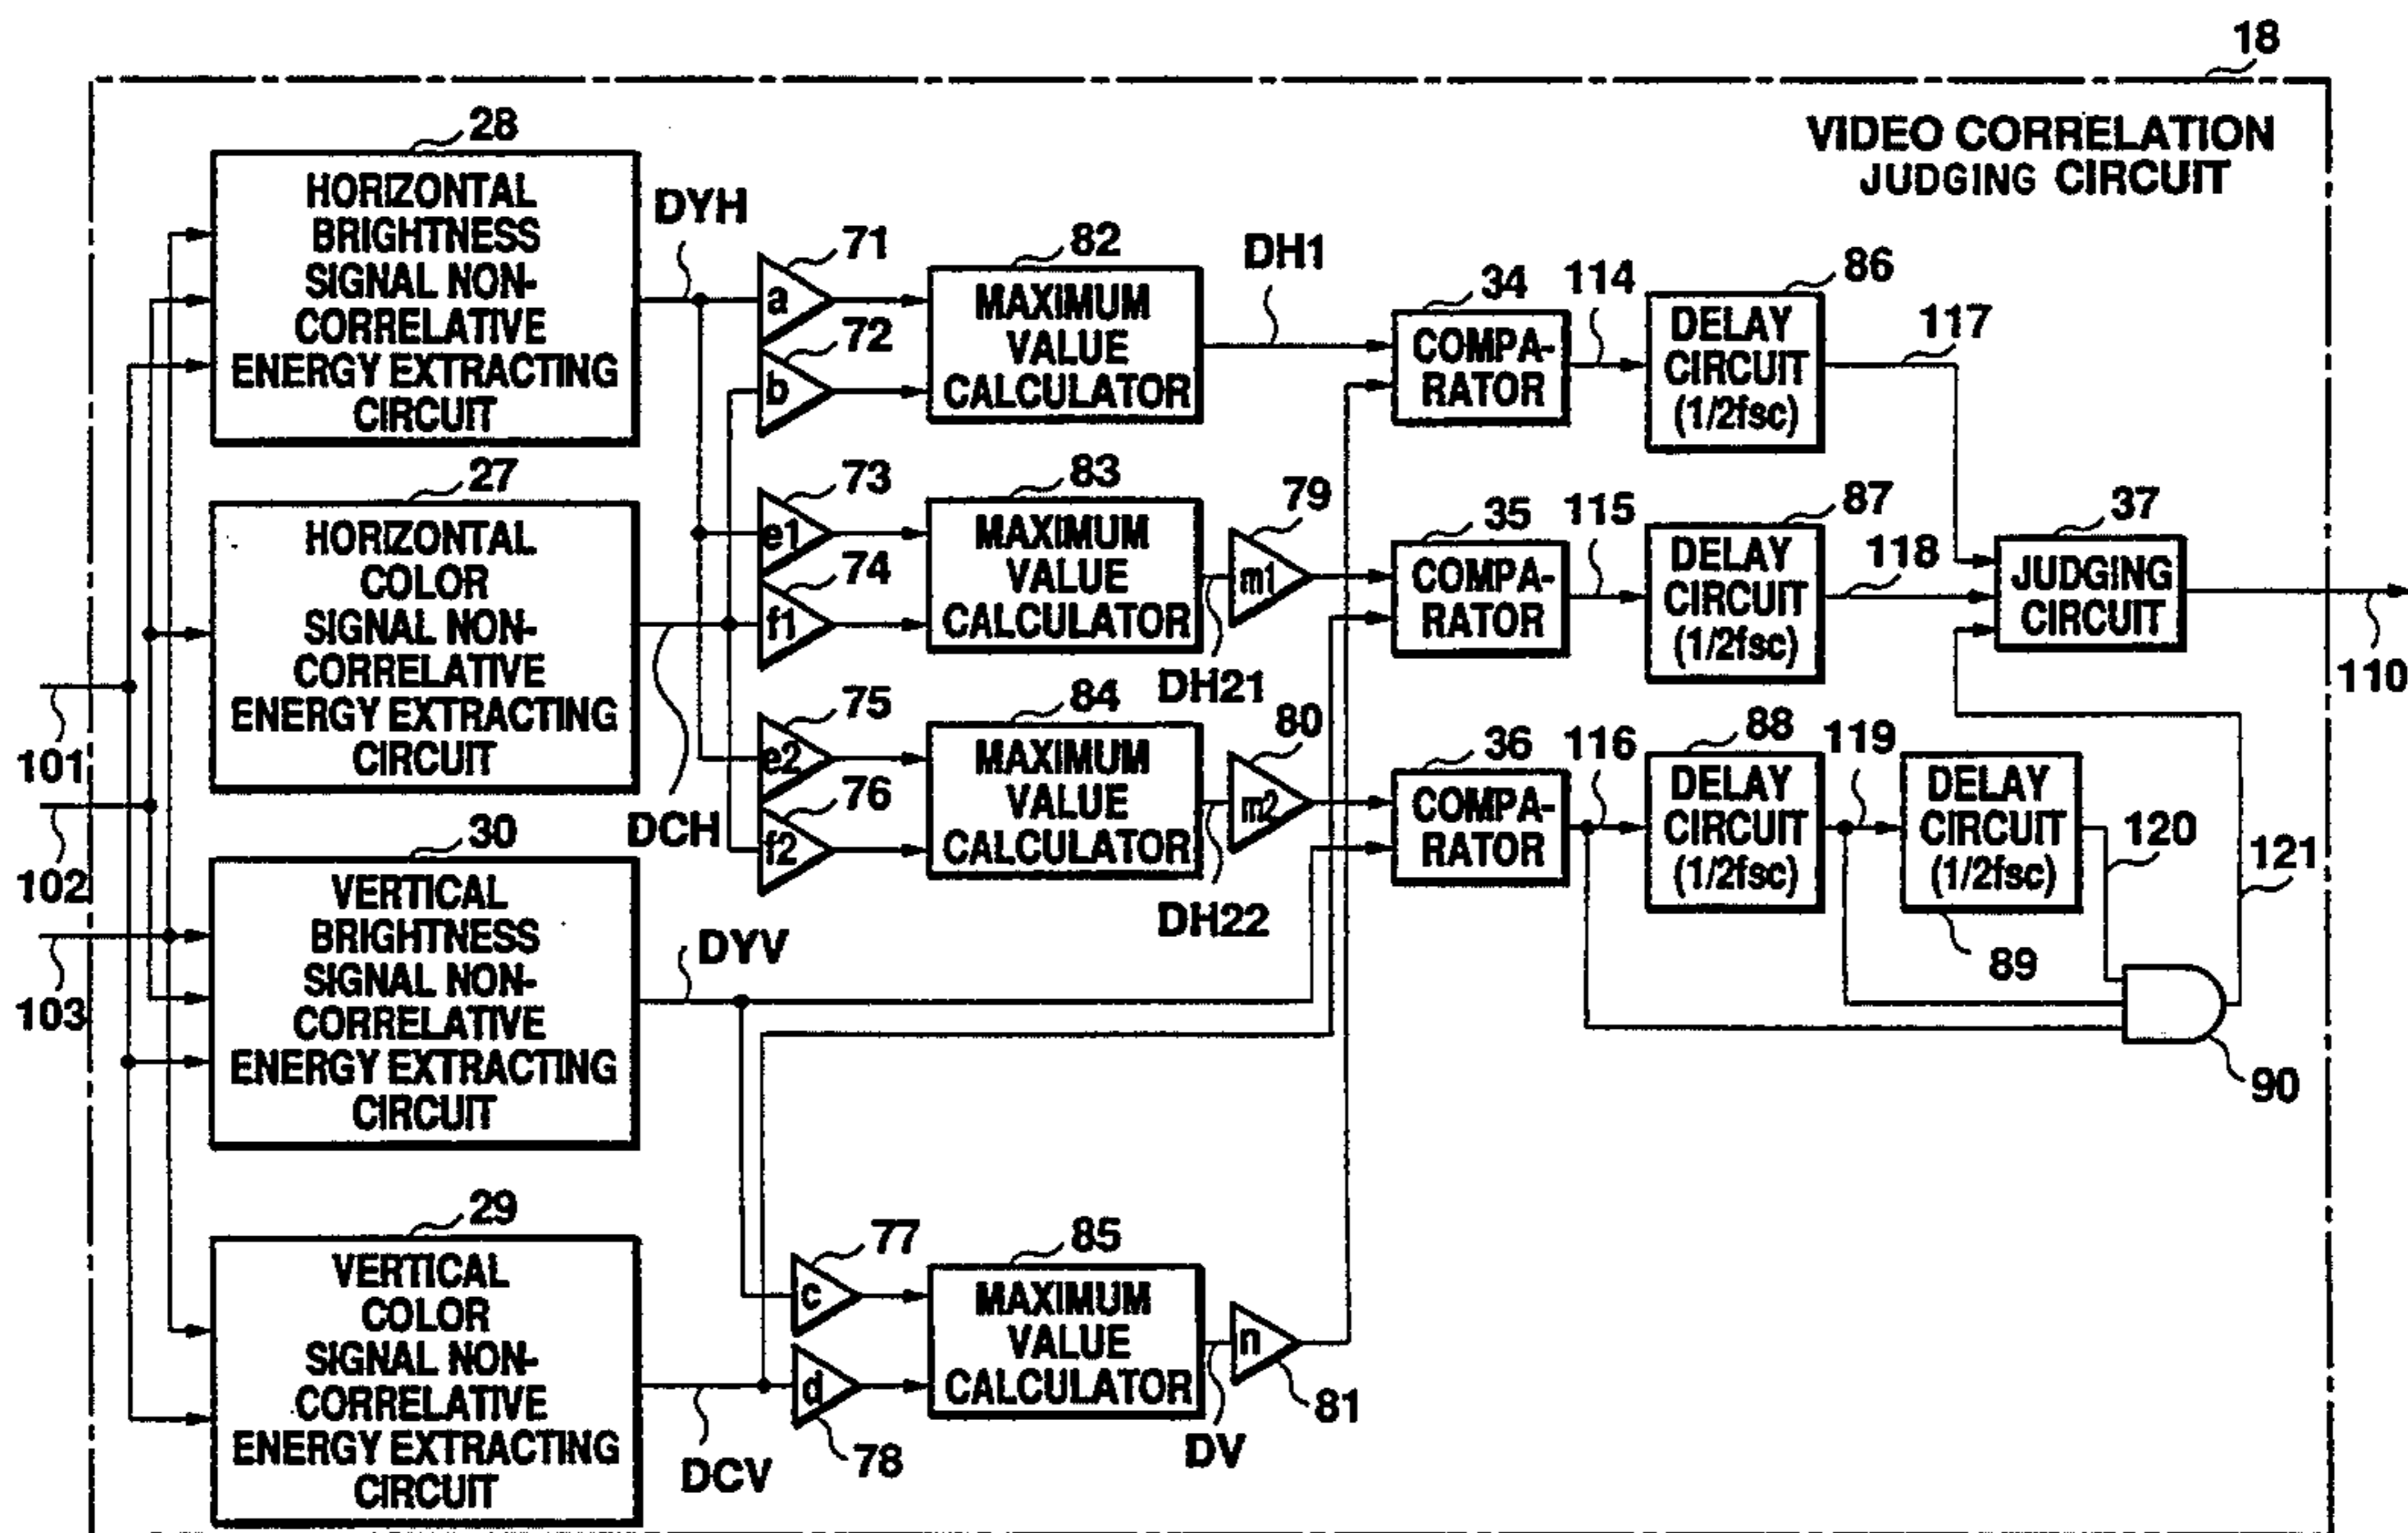 18
VIDEO CORRELATION
JUDGING CIRCUIT
28
HORIZONTAL
BRIGHTNESS
SIGNAL NON-
CORRELATIVE
ENERGY EXTRACTING
CIRCUIT
DYH
71
a
72
b
82
MAXIMUM
VALUE
CALCULATOR
DH1
34
COMPA-
RATOR
114
86
DELAY
CIRCUIT
(1/2fsc)
117
27
HORIZONTAL
COLOR
SIGNAL NON-
CORRELATIVE
ENERGY EXTRACTING
CIRCUIT
DCH
73
e1
74
f1
83
MAXIMUM
VALUE
CALCULATOR
DH21
79
m1
35
COMPA-
RATOR
115
87
DELAY
CIRCUIT
(1/2fsc)
118
37
JUDGING
CIRCUIT
110
101
102
103
75
e2
76
f2
84
MAXIMUM
VALUE
CALCULATOR
DH22
80
m2
36
COMPA-
RATOR
116
88
DELAY
CIRCUIT
(1/2fsc)
119
DELAY
CIRCUIT
(1/2fsc)
89
120
121
90
30
VERTICAL
BRIGHTNESS
SIGNAL NON-
CORRELATIVE
ENERGY EXTRACTING
CIRCUIT
DYV
29
VERTICAL
COLOR
SIGNAL NON-
CORRELATIVE
ENERGY EXTRACTING
CIRCUIT
DCV
77
c
d
78
85
MAXIMUM
VALUE
CALCULATOR
DV
n
81